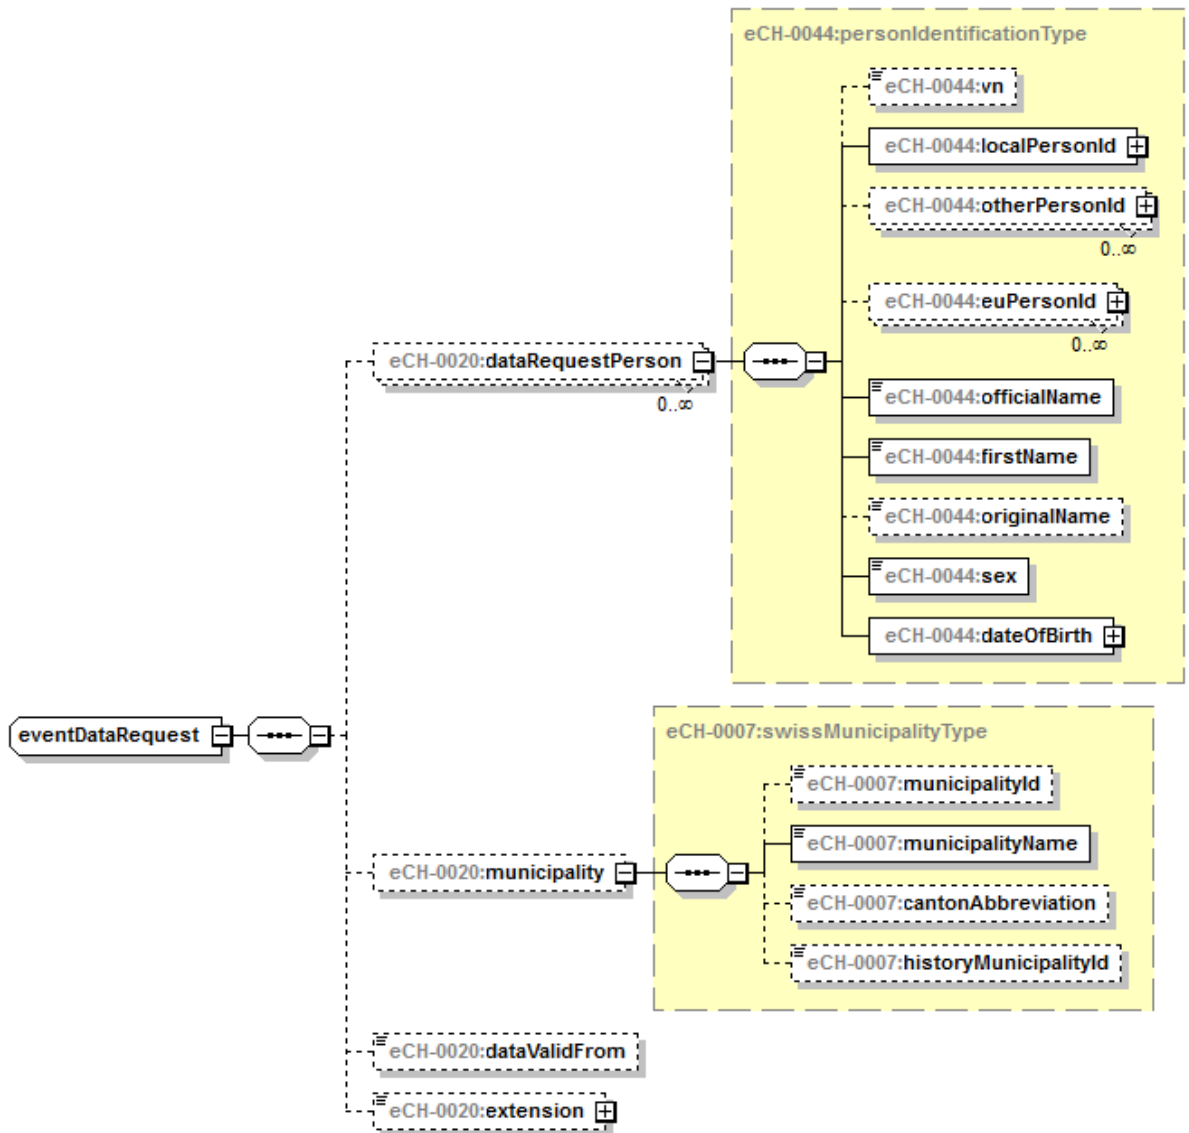 eCH-0044:personIdentificationType
eCH-0044:vn
eCH-0044:localPersonId
eCH-0044:otherPersonId
0..∞
eCH-0044:euPersonId
0..∞
eCH-0020:dataRequestPerson
0..∞
eCH-0044:officialName
eCH-0044:firstName
eCH-0044:originalName
eCH-0044:sex
eCH-0044:dateOfBirth
eventDataRequest
eCH-0007:swissMunicipalityType
eCH-0007:municipalityId
eCH-0007:municipalityName
eCH-0020:municipality
eCH-0007:cantonAbbreviation
eCH-0007:historyMunicipalityId
eCH-0020:dataValidFrom
eCH-0020:extension